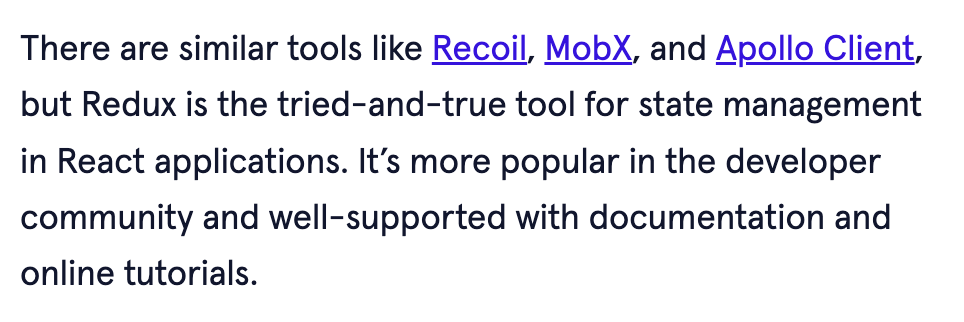 There are similar tools like Recoil, MobX, and Apollo Client,
but Redux is the tried-and-true tool for state management
in React applications. It’s more popular in the developer
community and well-supported with documentation and
online tutorials.